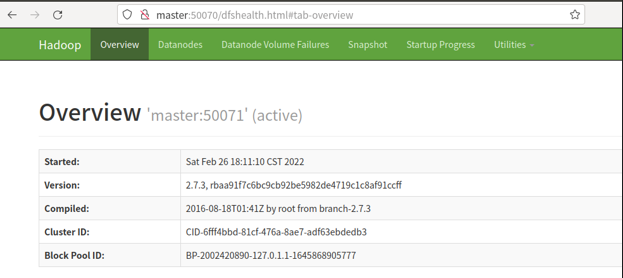 master:50070/dfshealth.html#tab-overview
Hadoop Overview Datanodes Datanode Volume Failures Snapshot Startup Progress Utilities
Overview 'master:50071' (active)
Started: Sat Feb 26 18:11:10 CST 2022
Version: 2.7.3, rbaa91f7c6bc9cb92be5982de4719c1c8af91ccff
Compiled: 2016-08-18T01:41Z by root from branch-2.7.3
Cluster ID: CID-6fff4bbd-81cf-476a-8ae7-adf63ebdedb3
Block Pool ID: BP-2002420890-127.0.1.1-1645868905777